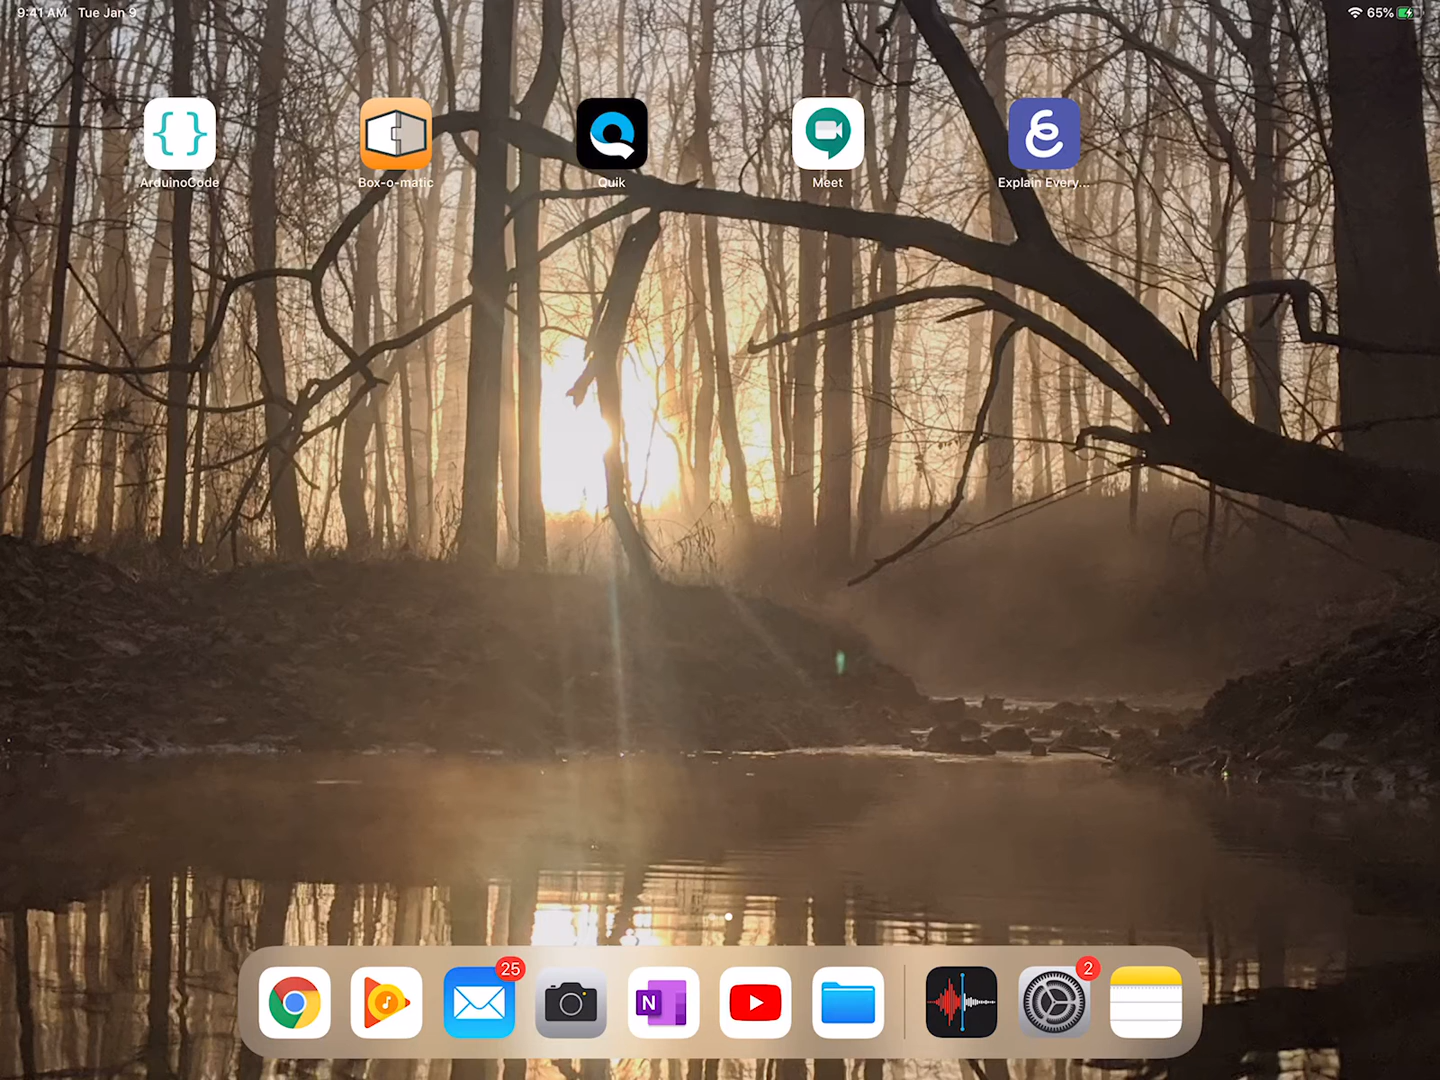 9:41 AM Tue Jan 9
65%
ArduinoCode
Box-o-matic
Quik
Meet
Explain Every...
25
N
2